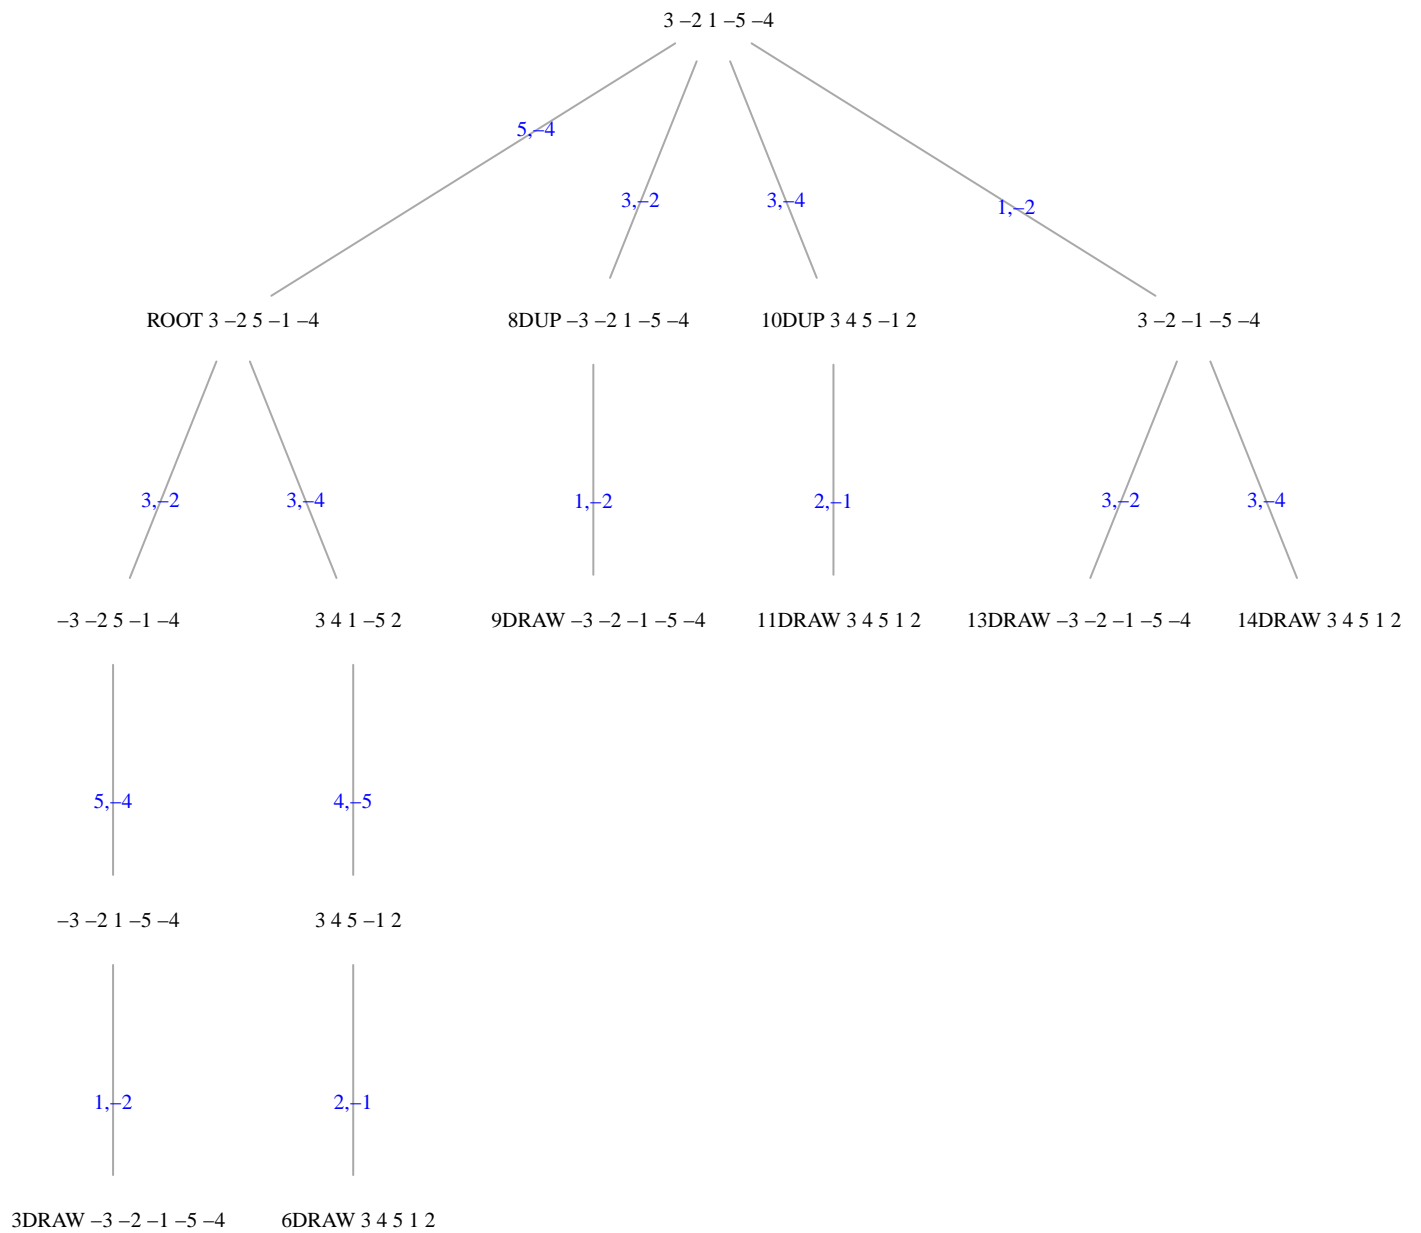 3 –2 1 –5 –4
5,–4
3,–2
3,–4
1,–2
ROOT 3 –2 5 –1 –4
8DUP –3 –2 1 –5 –4
10DUP 3 4 5 –1 2
3 –2 –1 –5 –4
3,–2
3,–4
1,–2
2,–1
3,–2
3,–4
–3 –2 5 –1 –4
3 4 1 –5 2
9DRAW –3 –2 –1 –5 –4
11DRAW 3 4 5 1 2
13DRAW –3 –2 –1 –5 –4
14DRAW 3 4 5 1 2
5,–4
4,–5
–3 –2 1 –5 –4
3 4 5 –1 2
1,–2
2,–1
3DRAW –3 –2 –1 –5 –4
6DRAW 3 4 5 1 2